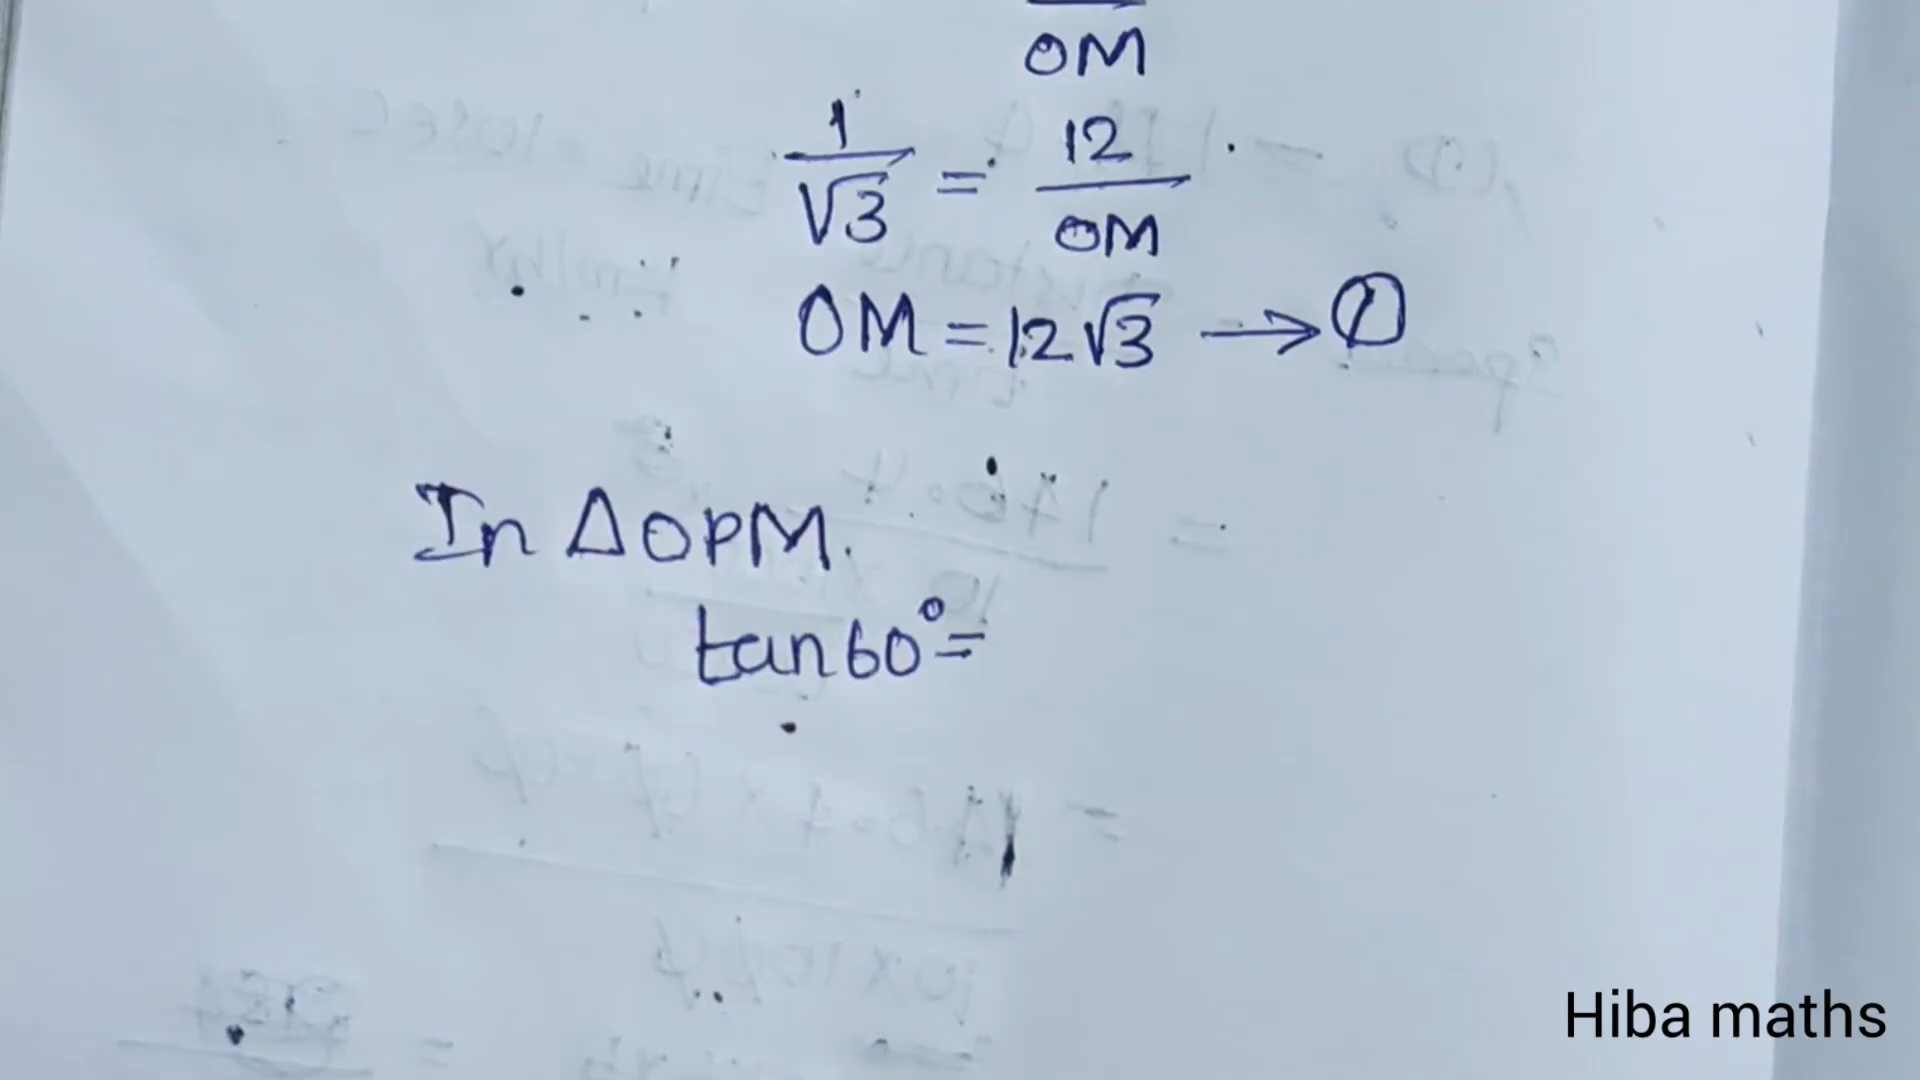 OM
1/√3 = 12/OM
OM = 12√3 → ①
In ΔOPM.
tan60°=
Hiba maths